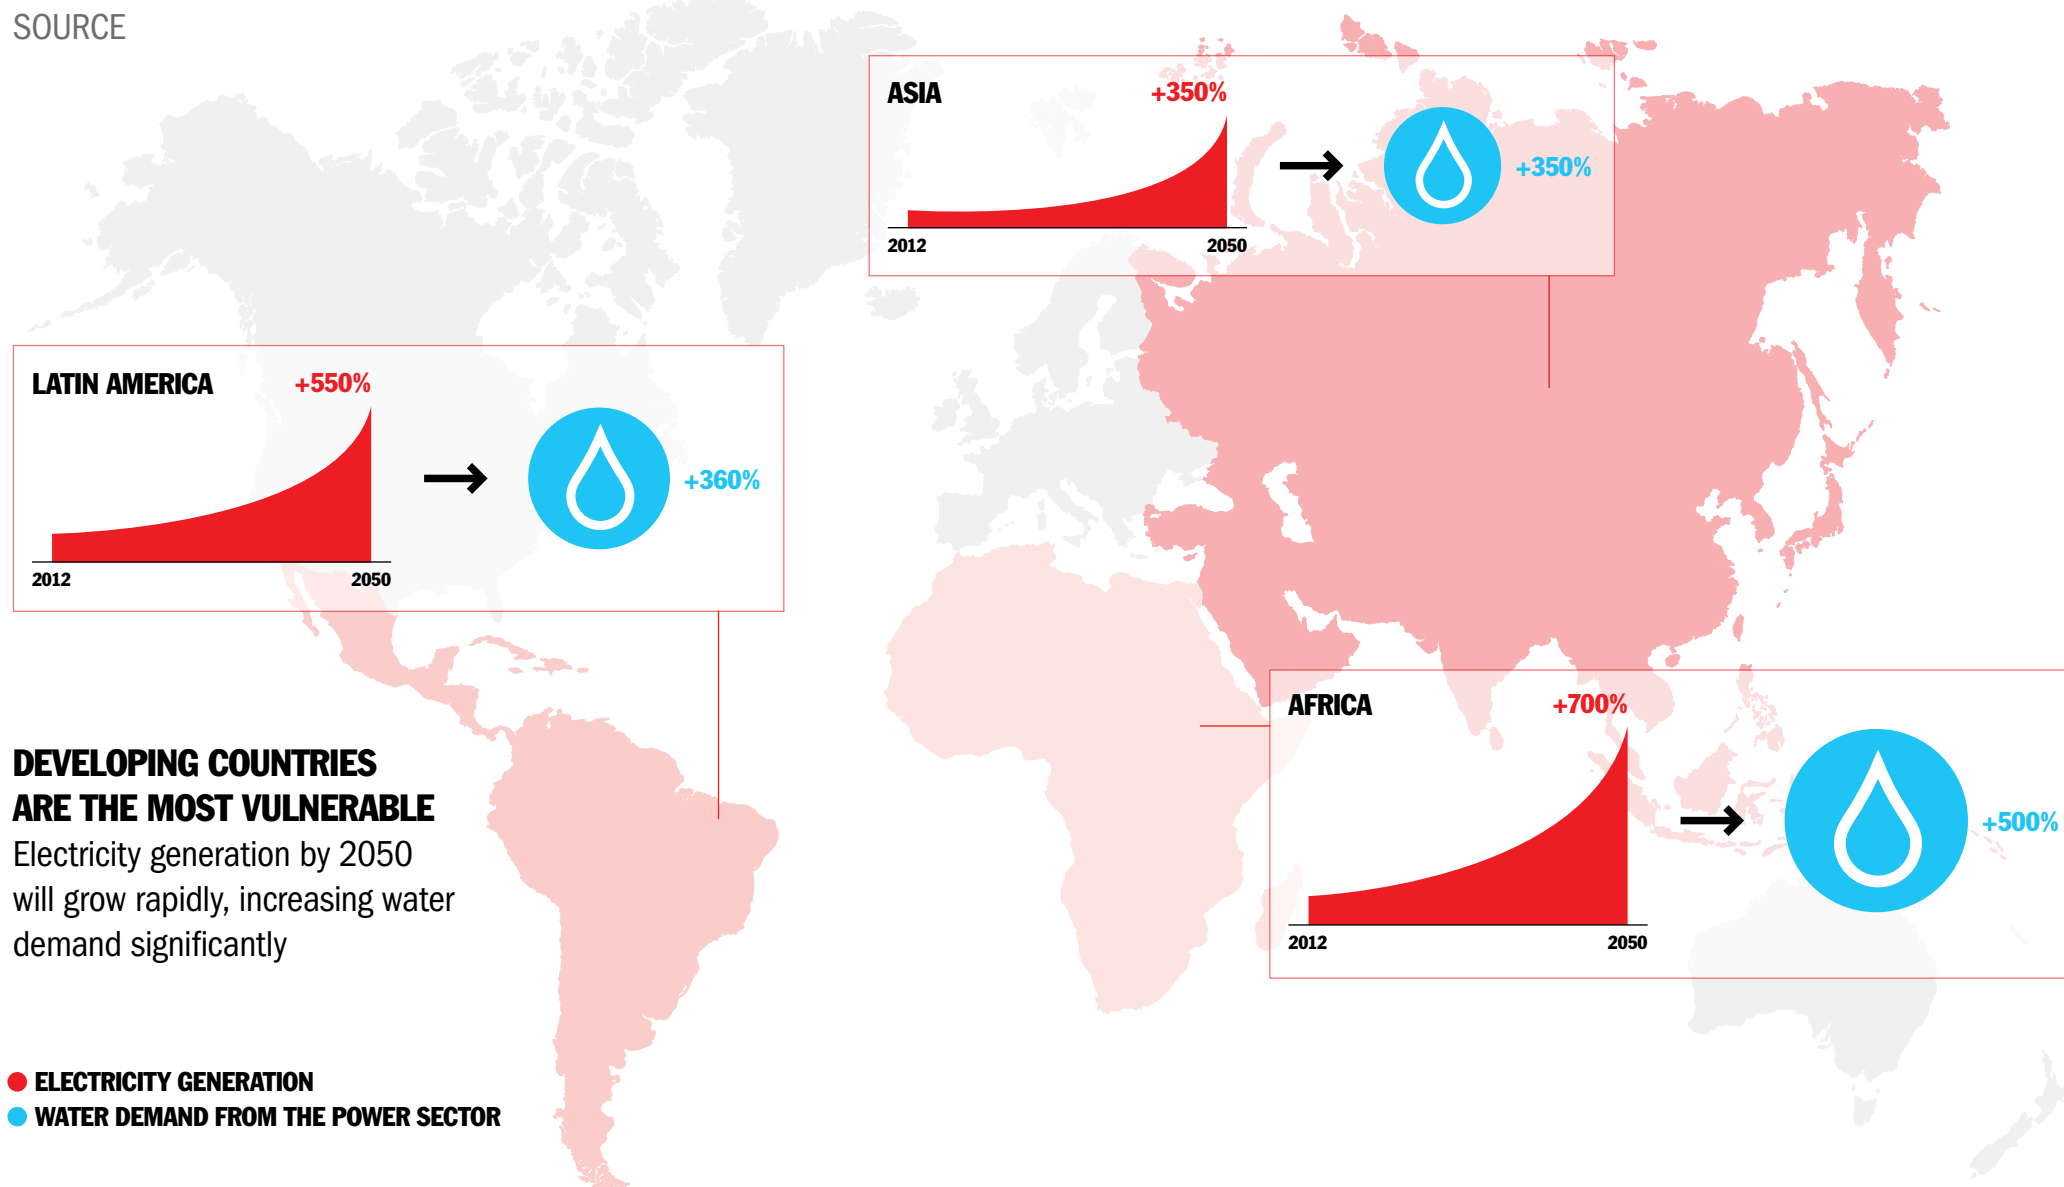 SOURCE
ASIA
+350%
+350%
2012
2050
LATIN AMERICA
+550%
+360%
2012
2050
AFRICA
+700%
+500%
2012
2050
DEVELOPING COUNTRIES
ARE THE MOST VULNERABLE
Electricity generation by 2050
will grow rapidly, increasing water
demand significantly
ELECTRICITY GENERATION
WATER DEMAND FROM THE POWER SECTOR